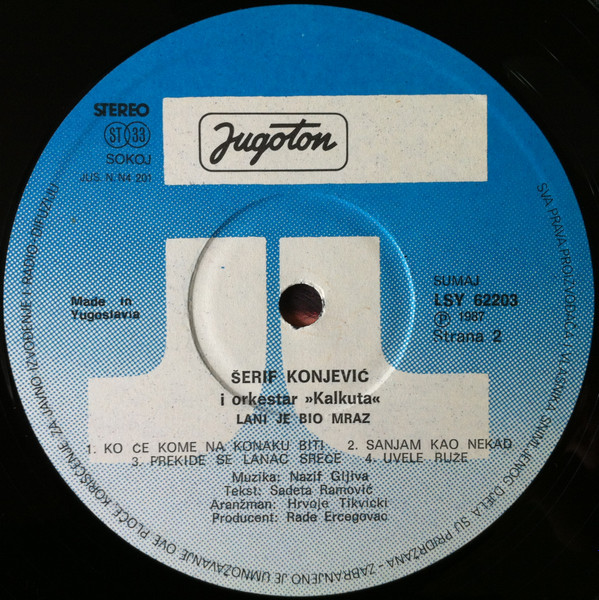 STEREO
ST 33
SOKOJ
JUS. N. N4 201
Jugoton
Made in
Yugoslavia
SUMAJ
LSY 62203
℗ 1987
Strana 2
ŠERIF KONJEVIĆ
i orkestar »Kalkuta«
LANI JE BIO MRAZ
1. KO ĆE KOME NA KONAKU BITI 2. SANJAM KAO NEKAD
3. PREKIDE SE LANAC SREĆE 4. UVELE RUŽE
Muzika: Nazif Gljiva
Tekst: Sadeta Ramović
Aranžman: Hrvoje Tikvicki
Producent: Rade Ercegovac
SVA PRAVA PROIZVOĐAČA I VLASNIKA SNIMLJENOG DJELA SU PRIDRŽANA - ZABRANJENO JE UMNOŽAVANJE OVE PLOČE, KORIŠĆENJE ZA JAVNO IZVOĐENJE I RADIO-DIFUZIJU